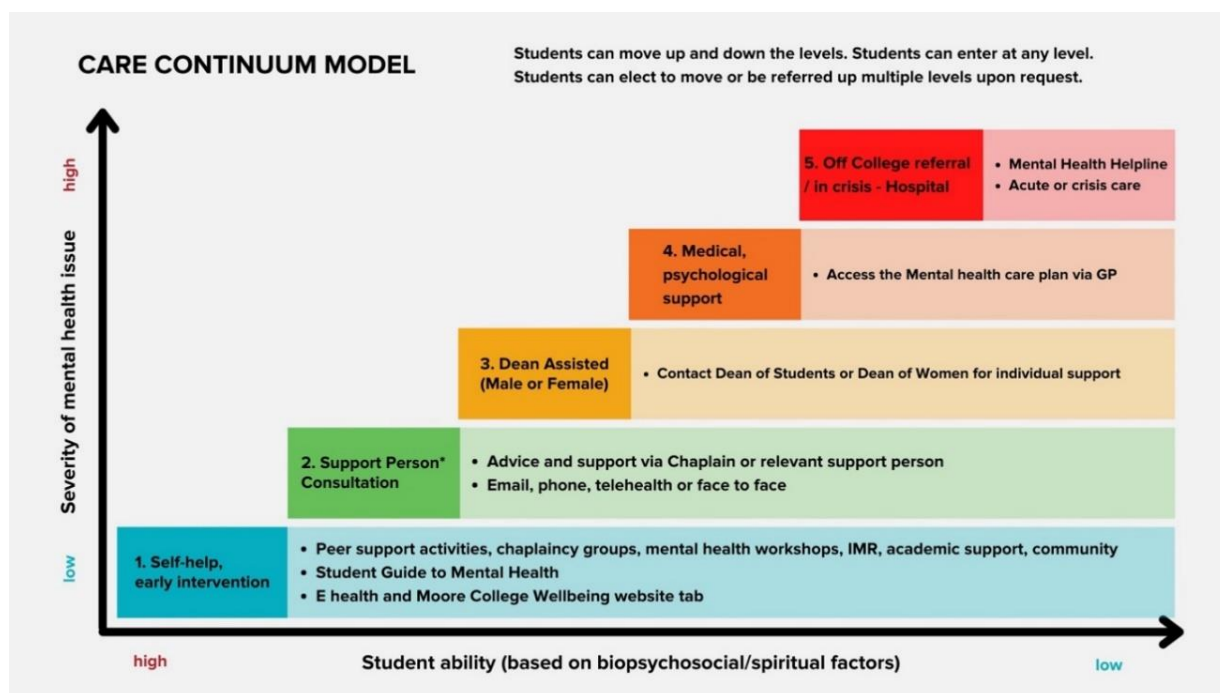 CARE CONTINUUM MODEL
Students can move up and down the levels. Students can enter at any level.
Students can elect to move or be referred up multiple levels upon request.
high
Severity of mental health issue
low
5. Off College referral
/ in crisis - Hospital
• Mental Health Helpline
• Acute or crisis care
4. Medical,
psychological
support
• Access the Mental health care plan via GP
3. Dean Assisted
(Male or Female)
• Contact Dean of Students or Dean of Women for individual support
2. Support Person*
Consultation
• Advice and support via Chaplain or relevant support person
• Email, phone, telehealth or face to face
1. Self-help,
early intervention
• Peer support activities, chaplaincy groups, mental health workshops, IMR, academic support, community
• Student Guide to Mental Health
• E health and Moore College Wellbeing website tab
high
Student ability (based on biopsychosocial/spiritual factors)
low